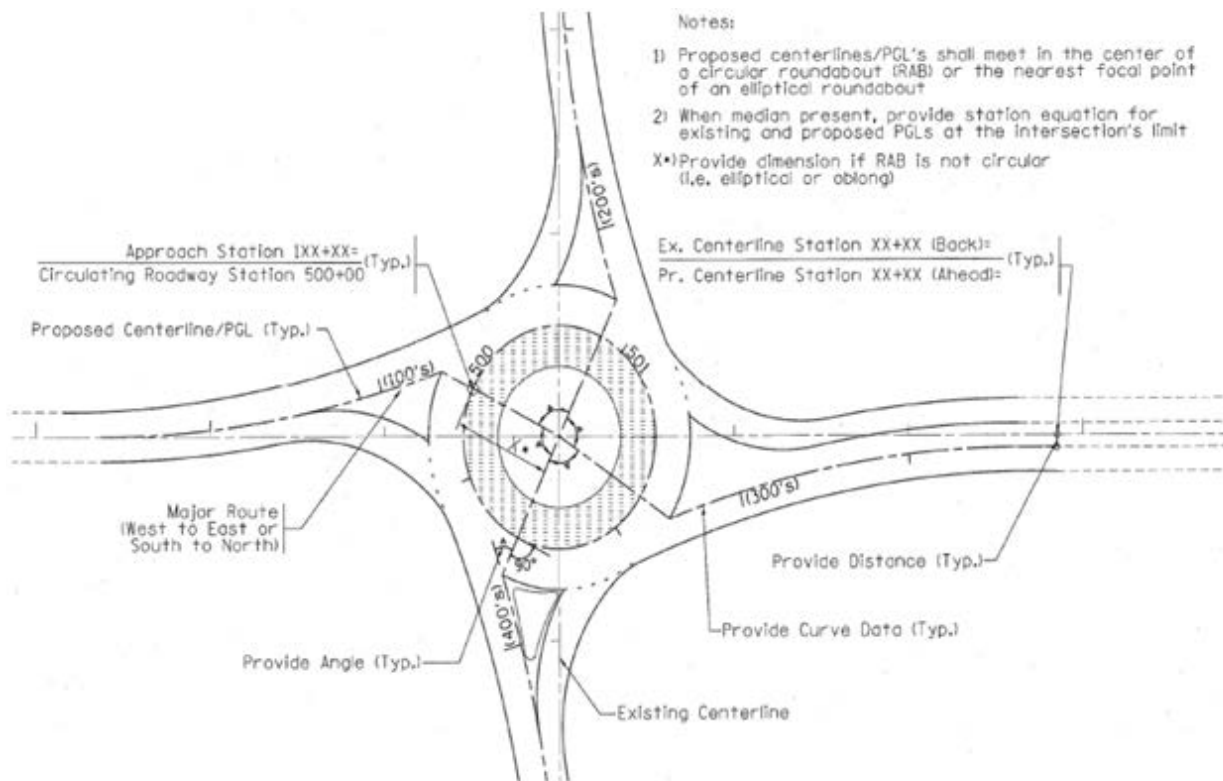 Notes:
1) Proposed centerlines/PGL's shall meet in the center of
a circular roundabout (RAB) or the nearest focal point
of an elliptical roundabout
2) When median present, provide station equation for
existing and proposed PGLs at the intersection's limit
X*) Provide dimension if RAB is not circular
(i.e. elliptical or oblong)
1(200's)
Approach Station 1XX+XX=
Circulating Roadway Station 500+00
(Typ.)
Ex. Centerline Station XX+XX (Back)=
Pr. Centerline Station XX+XX (Ahead)=
(Typ.)
Proposed Centerline/PGL (Typ.)
1(100's)
500
501
X*
Major Route
(West to East or
South to North)
1(300's)
Provide Distance (Typ.)
90°
1(400's)
Provide Curve Data (Typ.)
Provide Angle (Typ.)
Existing Centerline